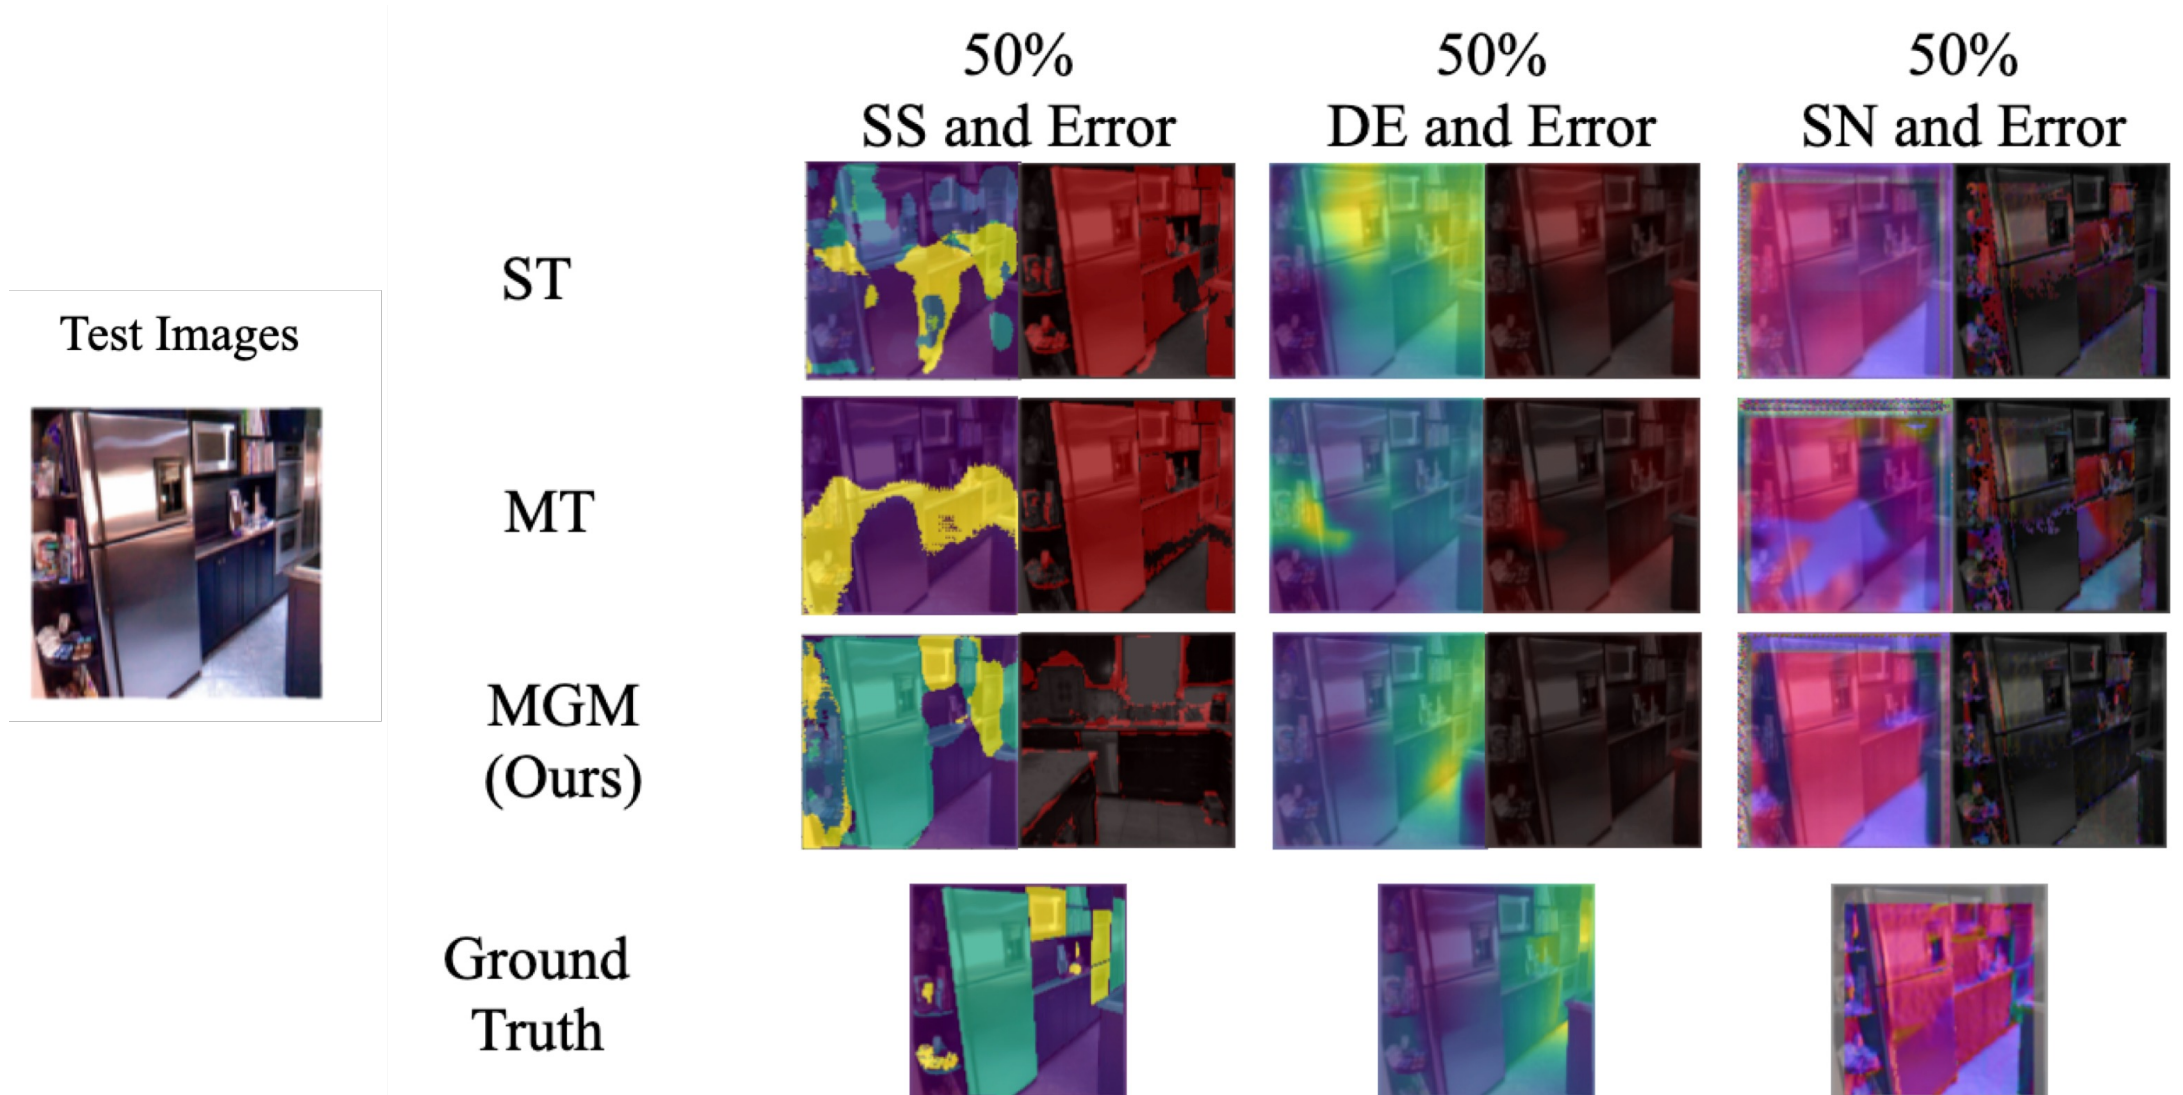 50%
SS and Error
50%
DE and Error
50%
SN and Error
ST
Test Images
MT
MGM
(Ours)
Ground
Truth